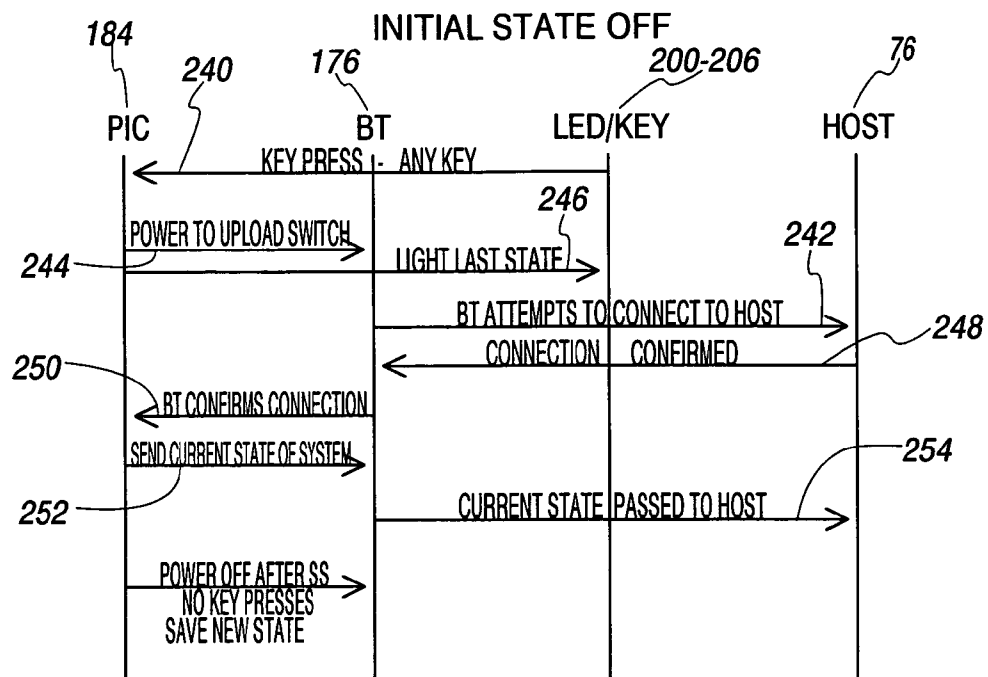 INITIAL STATE OFF
184
240
176
200-206
76
PIC
BT
LED/KEY
HOST
KEY PRESS - ANY KEY
246
POWER TO UPLOAD SWITCH
242
244
LIGHT LAST STATE
BT ATTEMPTS TO CONNECT TO HOST
248
CONNECTION CONFIRMED
250
BT CONFIRMS CONNECTION
SEND CURRENT STATE OF SYSTEM
254
252
CURRENT STATE PASSED TO HOST
POWER OFF AFTER SS
NO KEY PRESSES
SAVE NEW STATE